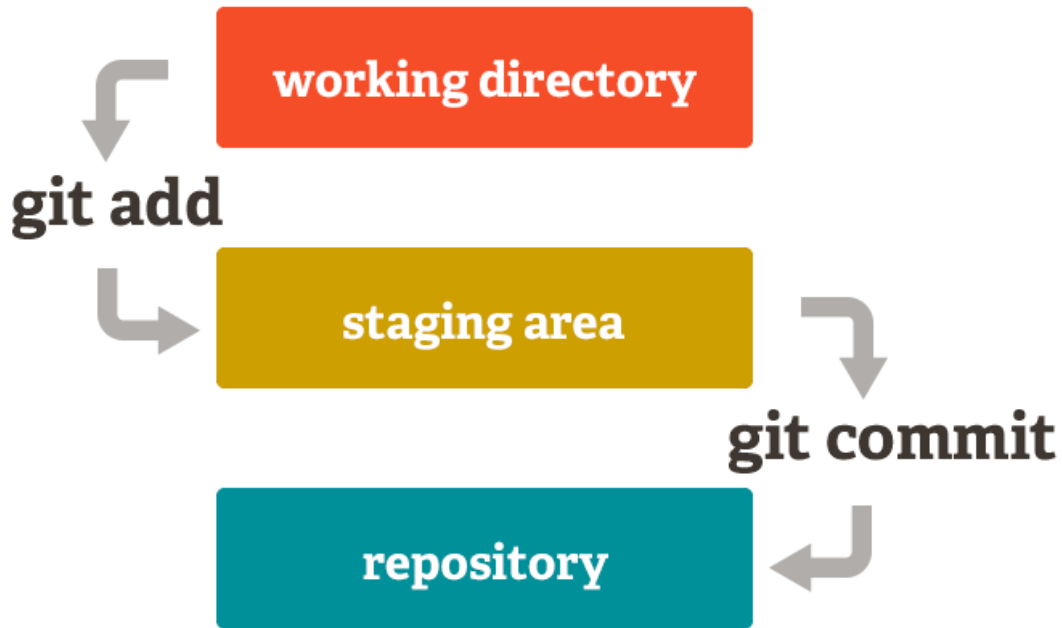 working directory
git add
staging area
git commit
repository